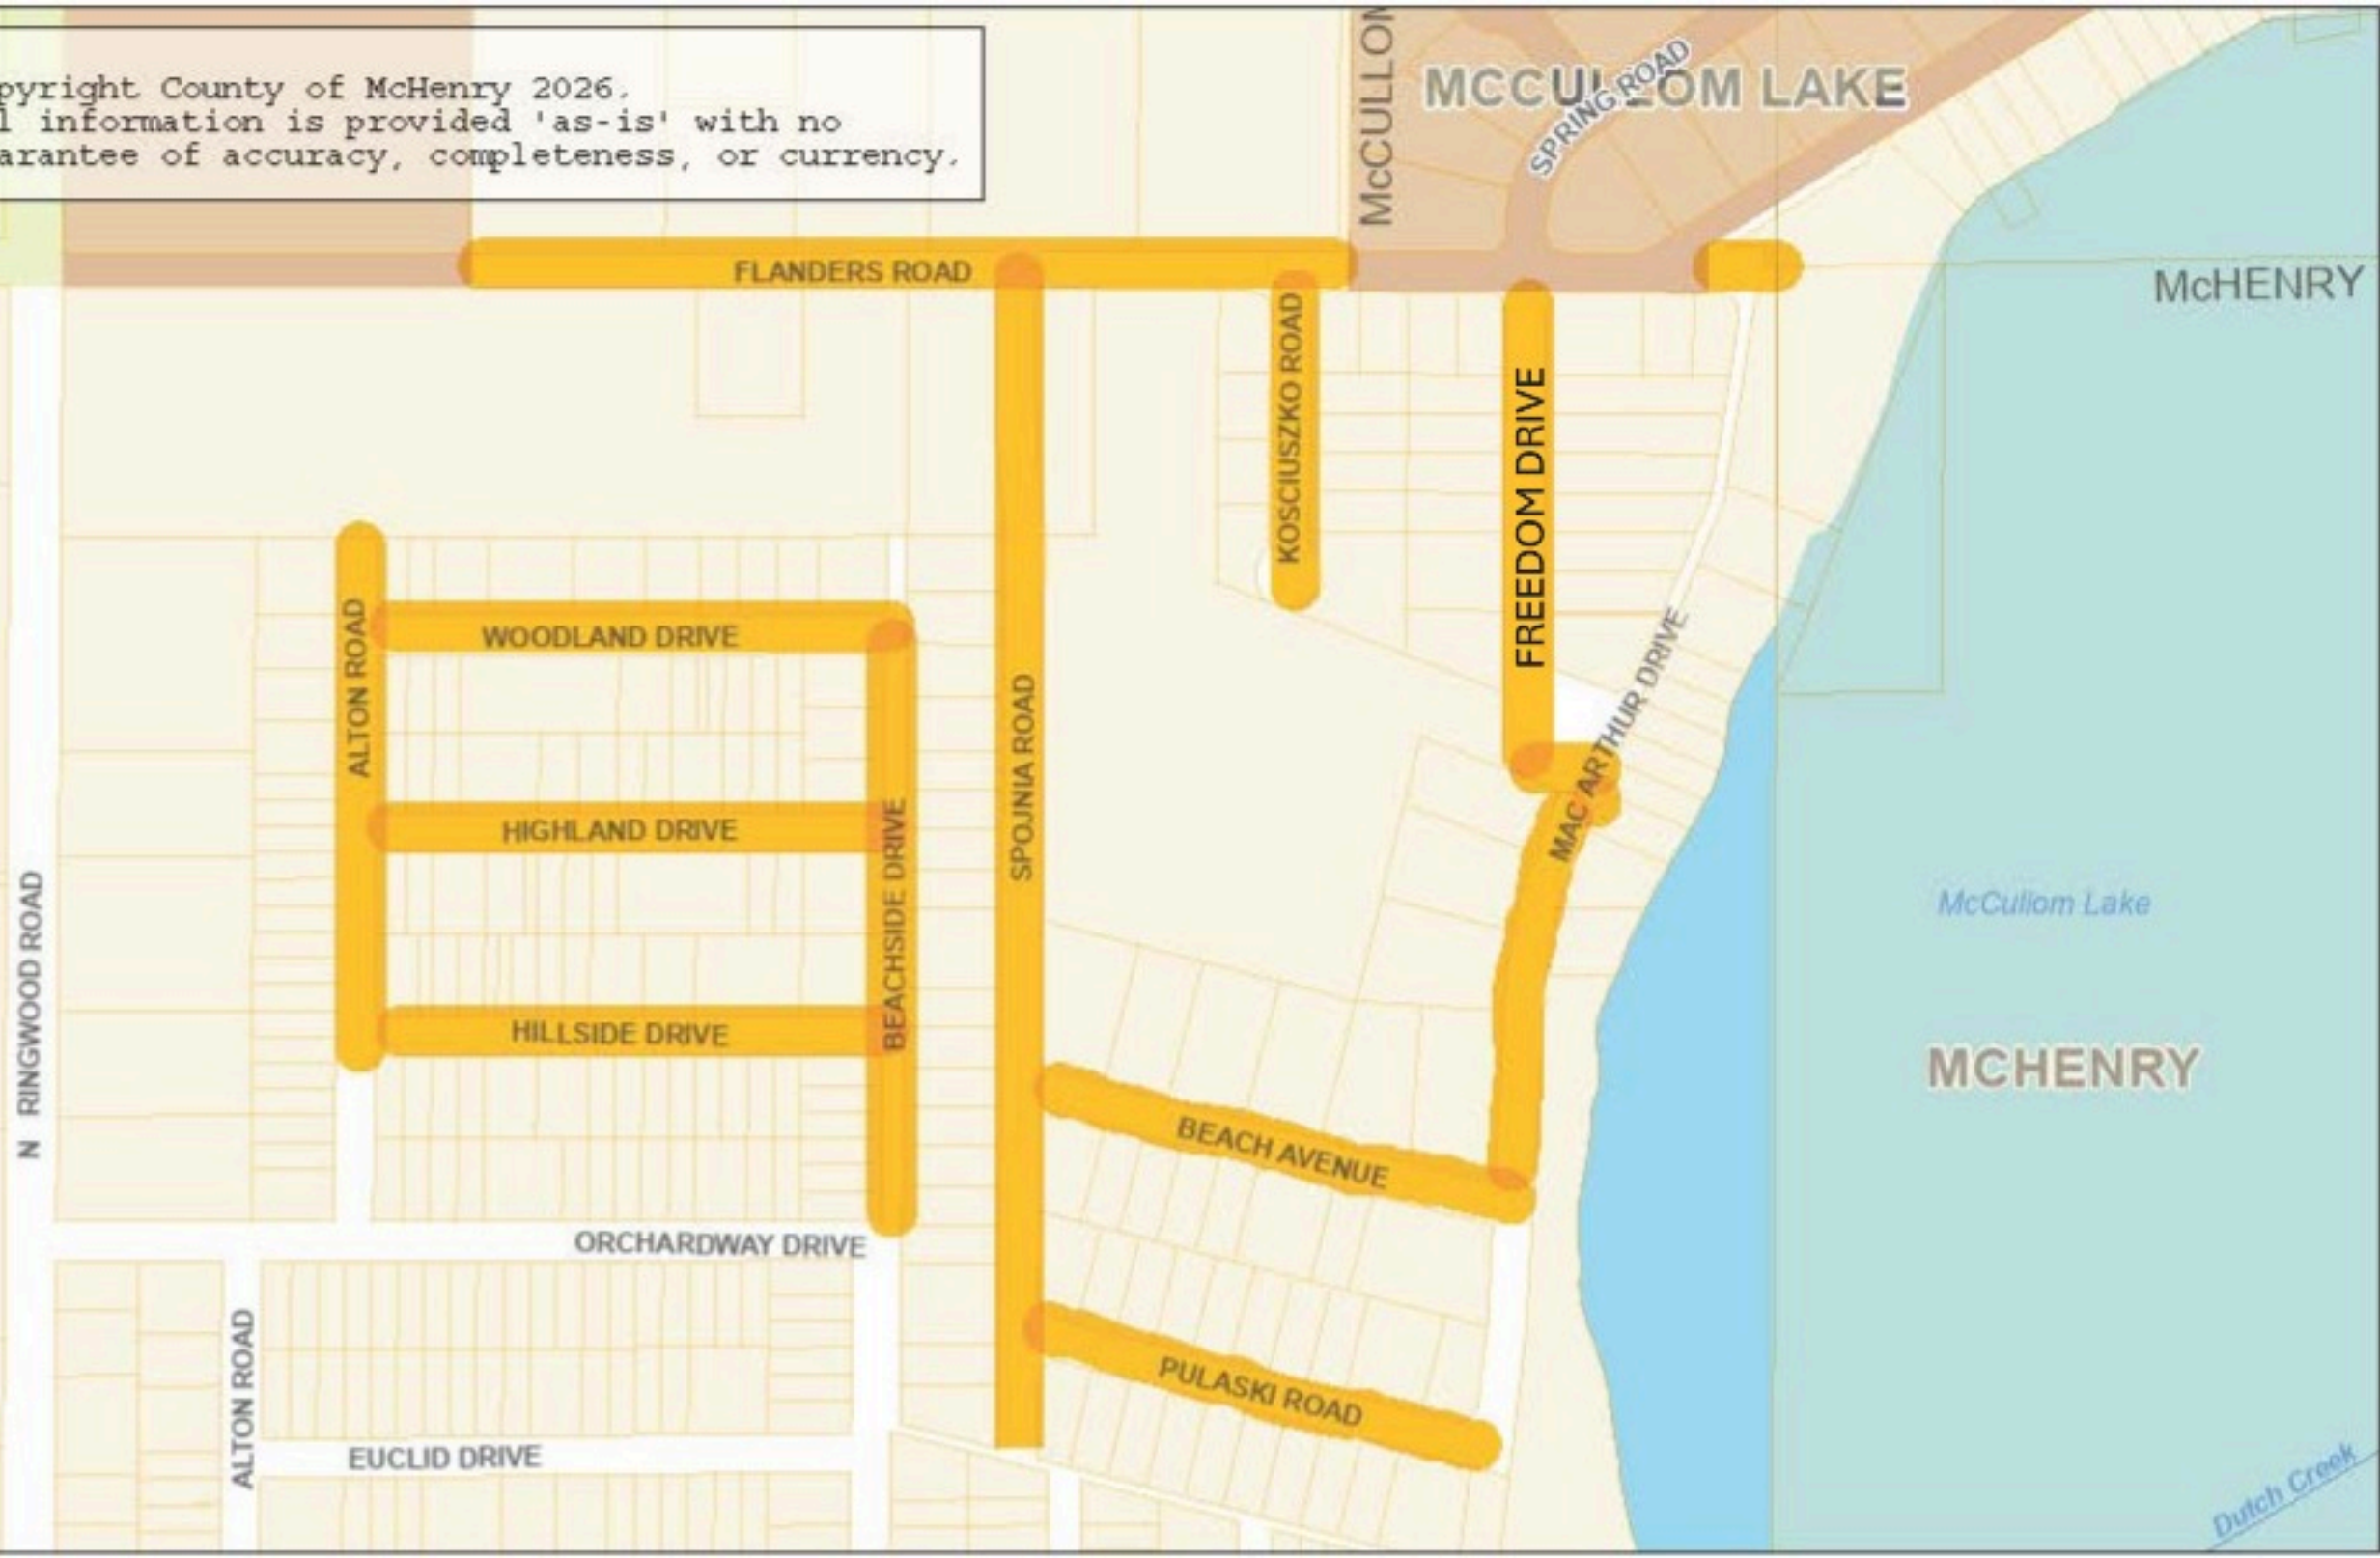 pyright County of McHenry 2026.
l information is provided 'as-is' with no
arantee of accuracy, completeness, or currency.
McCULLOM
MCCULLOM LAKE
SPRING ROAD
FLANDERS ROAD
McHENRY
KOSCIUSZKO ROAD
FREEDOM DRIVE
ALTON ROAD
WOODLAND DRIVE
SPOJNIA ROAD
MAC ARTHUR DRIVE
HIGHLAND DRIVE
BEACHSIDE DRIVE
N RINGWOOD ROAD
McCullom Lake
HILLSIDE DRIVE
MCHENRY
BEACH AVENUE
ORCHARDWAY DRIVE
ALTON ROAD
PULASKI ROAD
EUCLID DRIVE
Dutch Creek